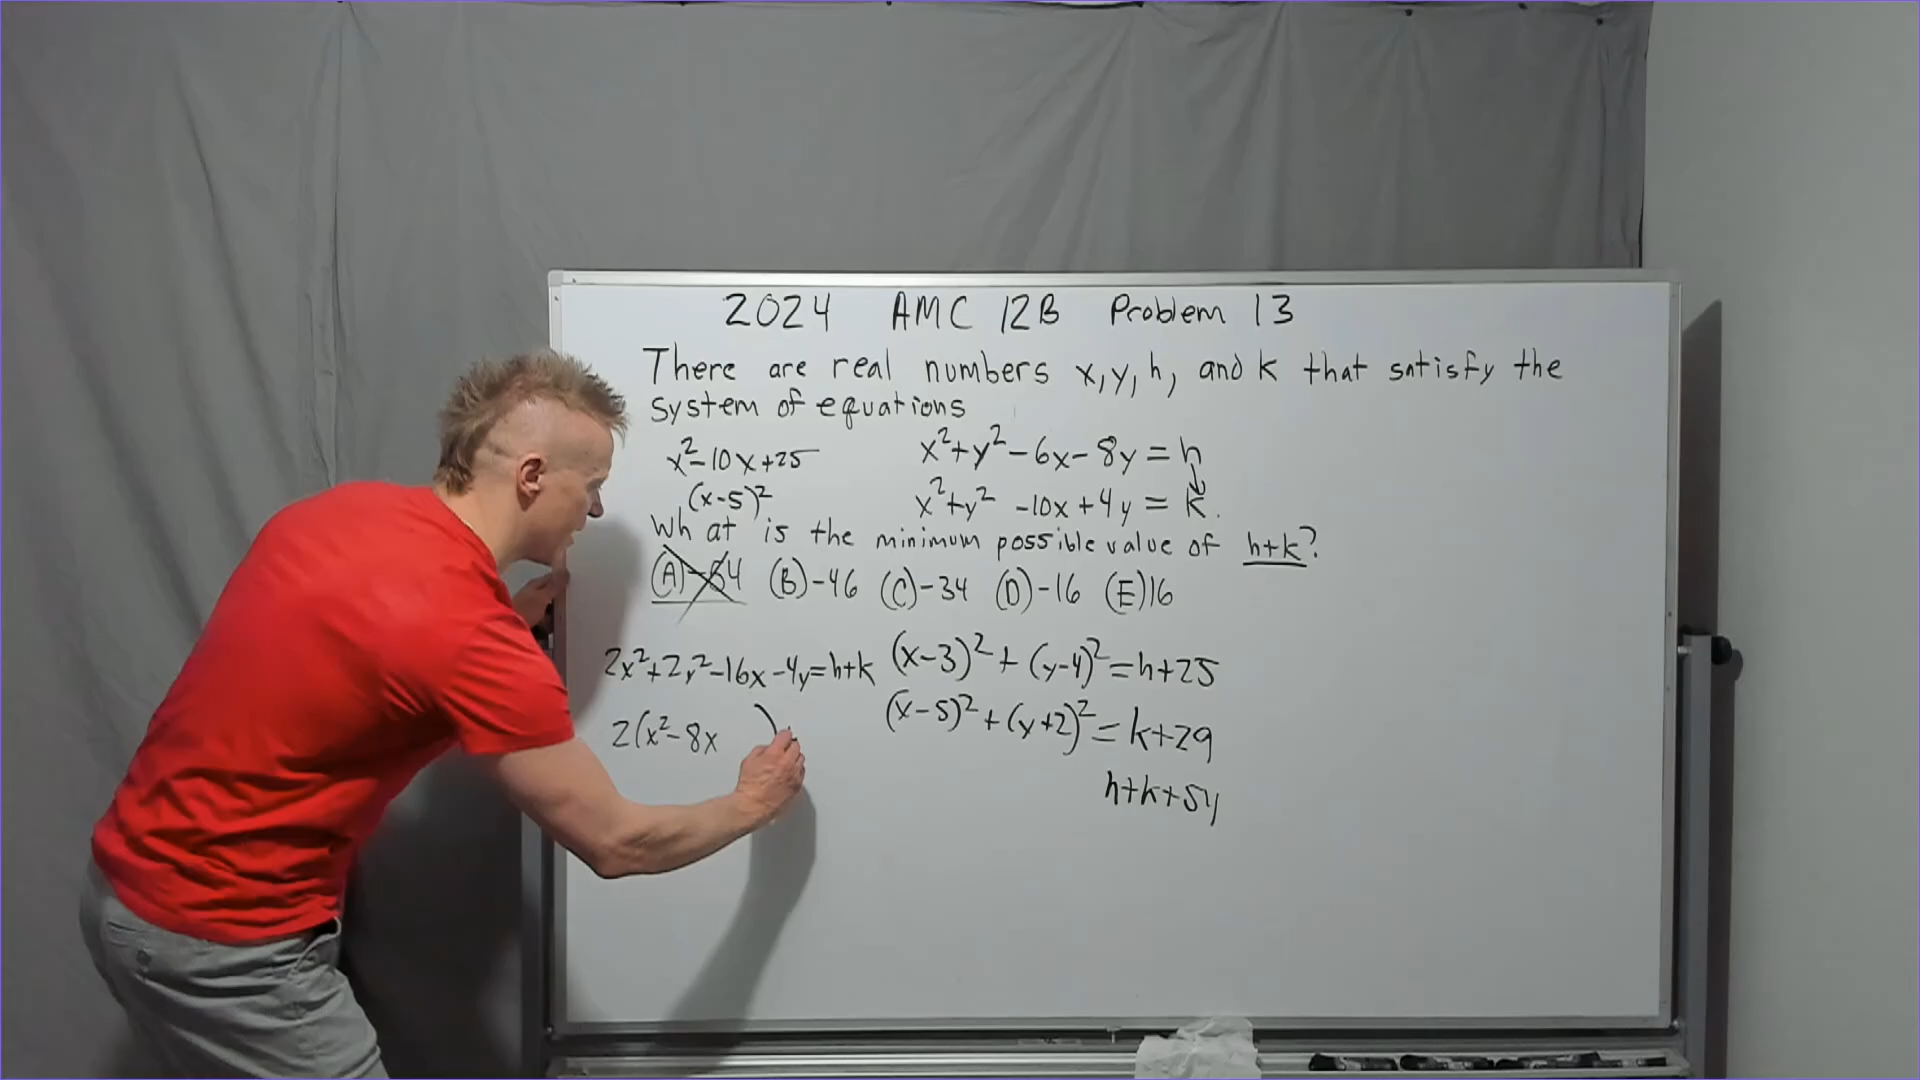 2024 AMC 12B Problem 13
There are real numbers x, y, h, and k that satisfy the
system of equations
x²-10x+25
(x-5)²
x²+y²-6x-8y=h
x²+y² -10x+4y=k.
What is the minimum possible value of h+k?
(A)-54 (B)-46 (C)-34 (D)-16 (E)16
2x²+2y²-16x-4y=h+k
2(x²-8x )
(x-3)²+(y-4)²=h+25
(x-5)²+(y+2)²=k+29
h+k+54